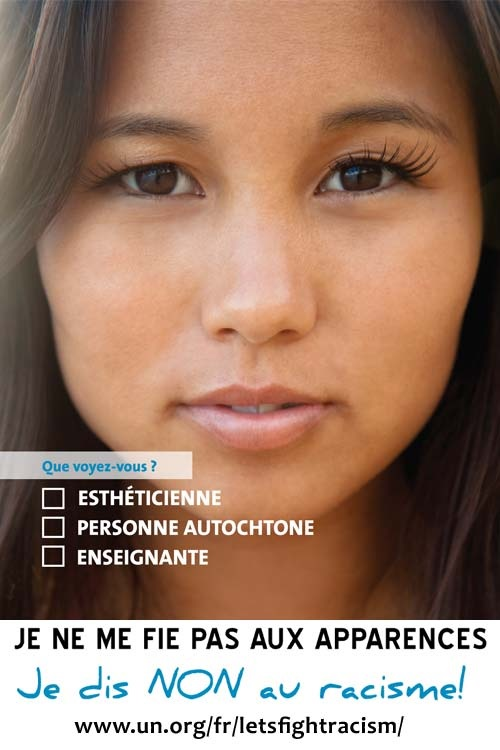 Que voyez-vous ?
ESTHÉTICIENNE
PERSONNE AUTOCHTONE
ENSEIGNANTE
JE NE ME FIE PAS AUX APPARENCES
Je dis NON au racisme!
www.un.org/fr/letsfightracism/